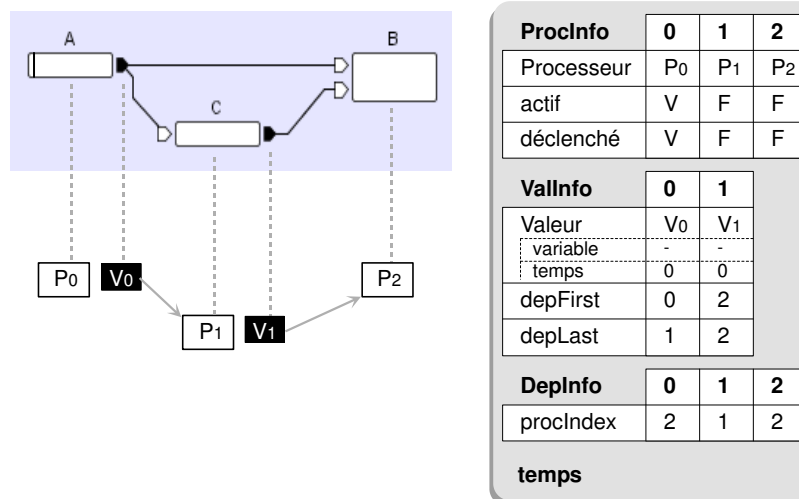 A
B
C
P0
V0
P1
V1
P2
ProcInfo 0 1 2
Processeur P0 P1 P2
actif V F F
déclenché V F F
ValInfo 0 1
Valeur V0 V1
variable - -
temps 0 0
depFirst 0 2
depLast 1 2
DepInfo 0 1 2
procIndex 2 1 2
temps